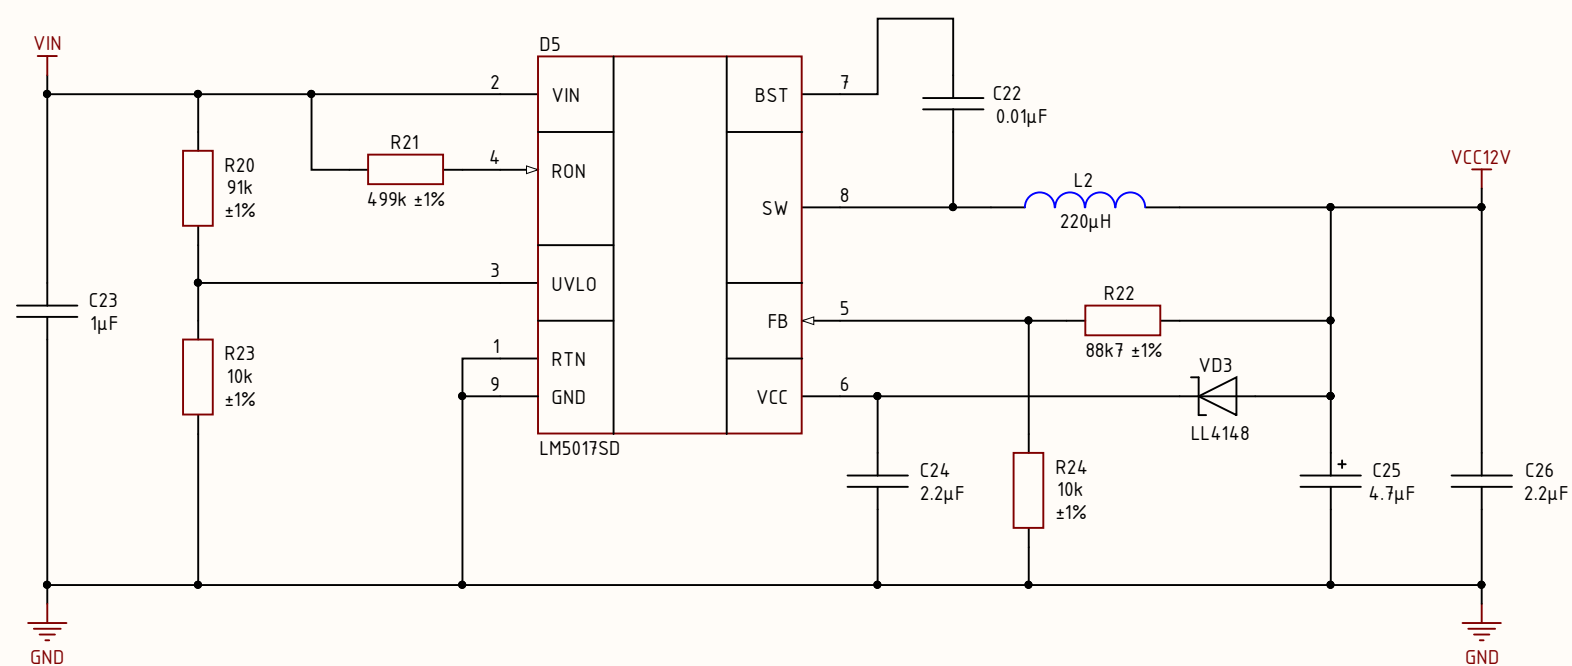 VIN
D5
2
VIN
BST
7
C22
0.01µF
R21
4
RON
499k ±1%
R20
91k
±1%
VCC12V
L2
SW
8
220µH
3
UVLO
C23
1µF
R22
FB
5
88k7 ±1%
R23
10k
±1%
1
RTN
9
GND
VCC
6
VD3
LL4148
LM5017SD
C24
2.2µF
R24
10k
±1%
+
C25
4.7µF
C26
2.2µF
GND
GND